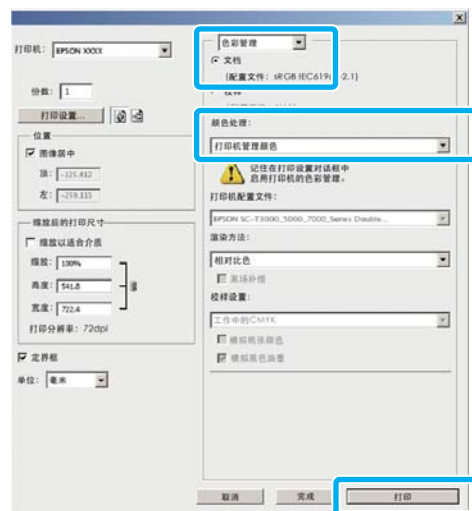 打印机: EPSON XXXX
份数: 1
打印设置...
位置
图像居中
顶: -121.412
左: -259.115
缩放后的打印尺寸
缩放以适合介质
缩放: 100%
高度: 541.8
宽度: 722.4
打印分辨率: 72dpi
定界框
单位: 毫米
色彩管理
文档
(配置文件: sRGB IEC619 -2.1)
校样
颜色处理:
打印机管理颜色
记住在打印设置对话框中
启用打印机的色彩管理。
打印机配置文件:
EPSON SC-T3000_5000_7000_Series Double...
渲染方法:
相对比色
黑场补偿
校样设置:
工作中的CMYK
模拟纸张颜色
模拟黑色油墨
取消
完成
打印